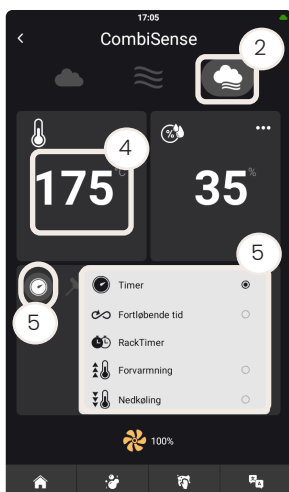 17:05
CombiSense
2
4
175 °C
35 %
5
5
Timer
Fortløbende tid
RackTimer
Forvarmning
Nedkøling
100%